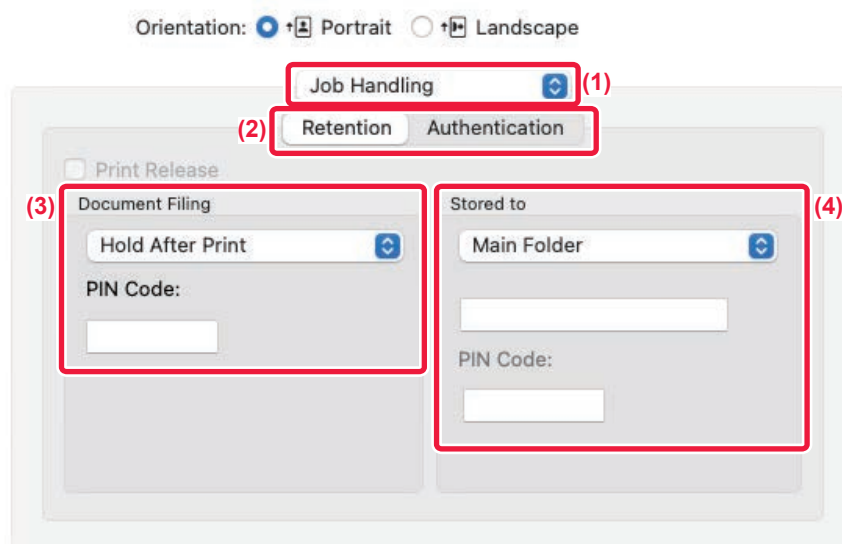 Orientation: Portrait Landscape
Job Handling (1)
(2) Retention Authentication
Print Release
(3) Document Filing Stored to (4)
Hold After Print Main Folder
PIN Code:
PIN Code: